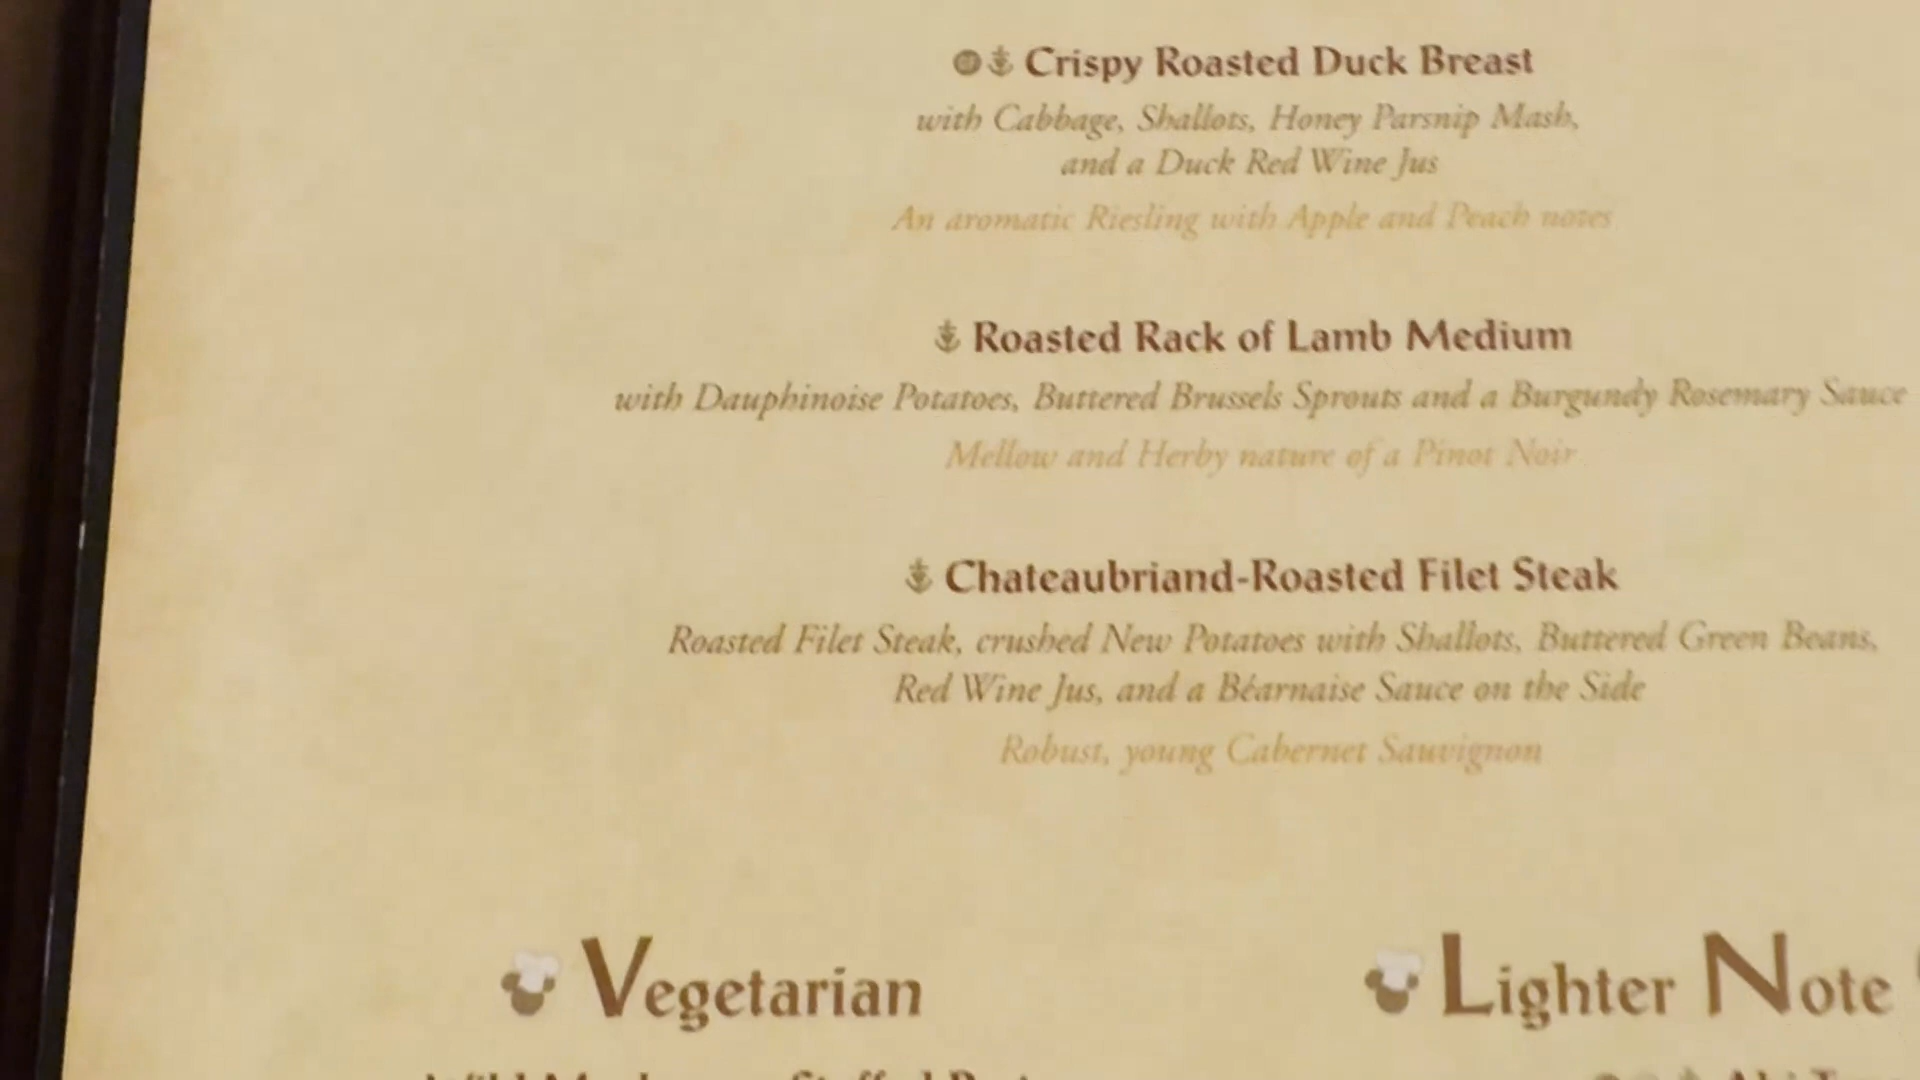 Crispy Roasted Duck Breast
with Cabbage, Shallots, Honey Parsnip Mash,
and a Duck Red Wine Jus
An aromatic Riesling with Apple and Peach notes
Roasted Rack of Lamb Medium
with Dauphinoise Potatoes, Buttered Brussels Sprouts and a Burgundy Rosemary Sauce
Mellow and Herby nature of a Pinot Noir
Chateaubriand-Roasted Filet Steak
Roasted Filet Steak, crushed New Potatoes with Shallots, Buttered Green Beans,
Red Wine Jus, and a Béarnaise Sauce on the Side
Robust, young Cabernet Sauvignon
Vegetarian
Lighter Note